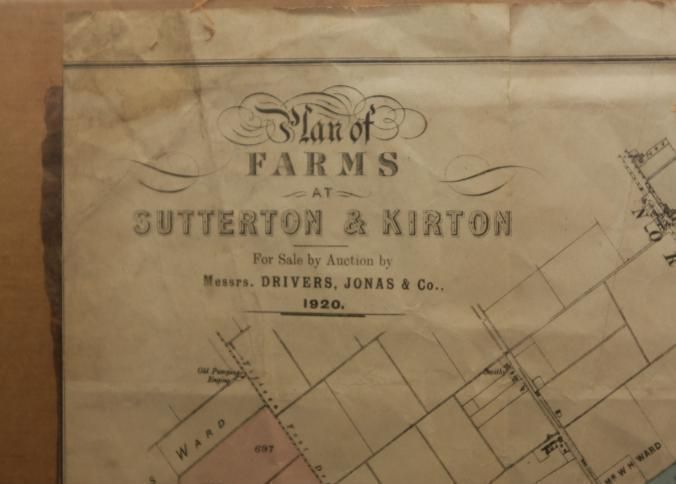 Plan of
FARMS
AT
SUTTERTON & KIRTON
For Sale by Auction by
Messrs. DRIVERS, JONAS & Co.,
1920.
Old Pumping
Engine
Smithy
WARD
697
NOR
Mr W.H. WARD
S